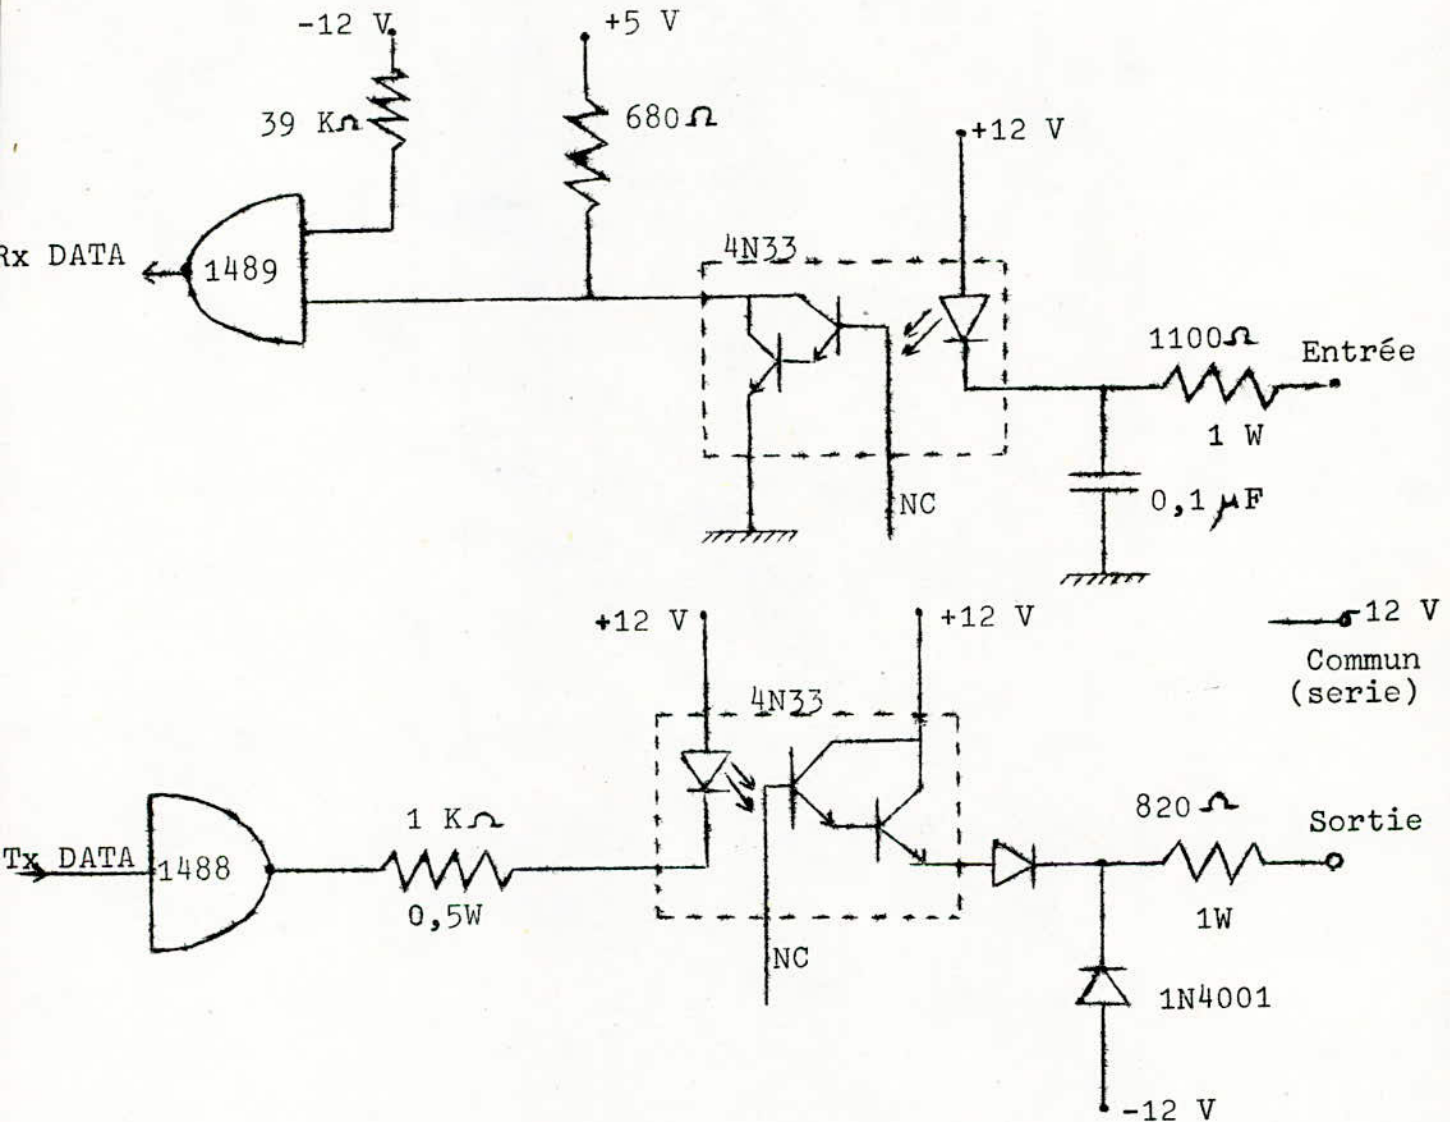 -12 V
+5 V
39 KΩ
680Ω
+12 V
4N33
Rx DATA
1489
1100Ω
Entrée
1 W
NC
0,1 μF
+12 V
+12 V
-12 V
Commun
(serie)
4N33
1 KΩ
820 Ω
Sortie
Tx DATA
1488
0,5W
1W
NC
1N4001
-12 V